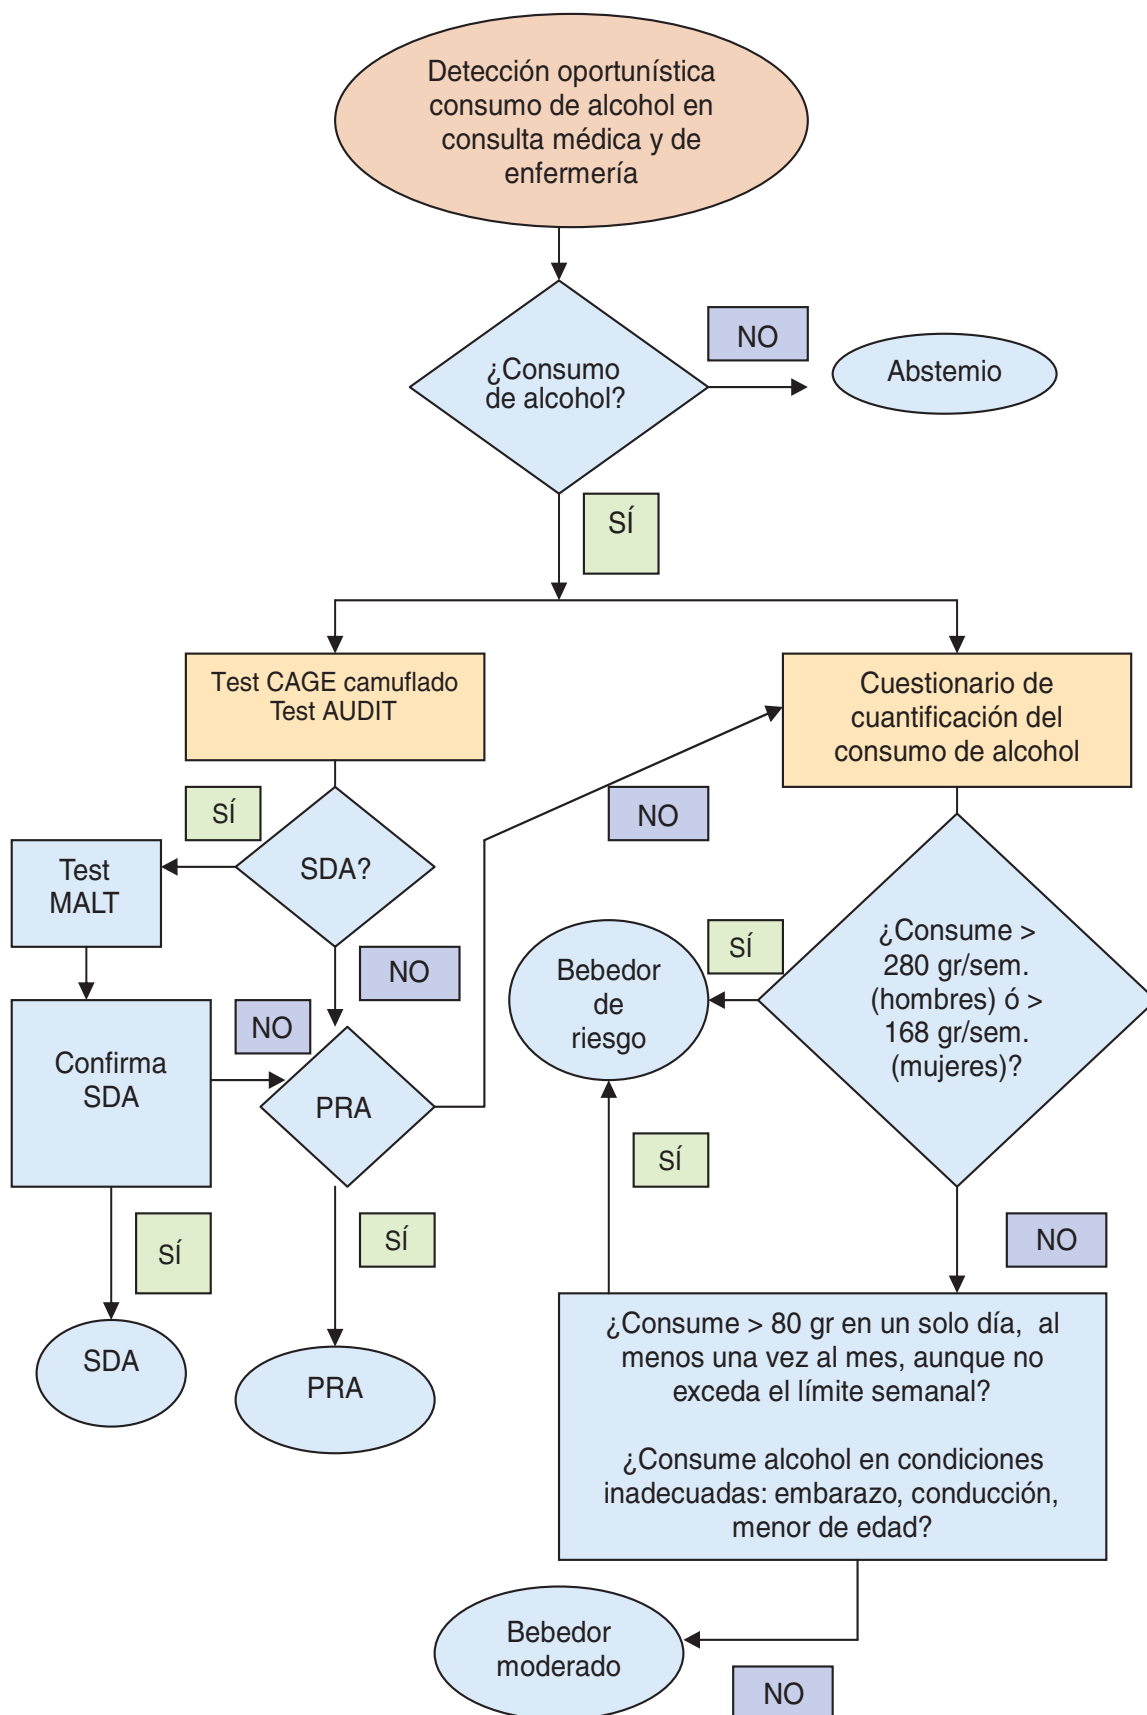 Detección oportunística
consumo de alcohol en
consulta médica y de
enfermería
NO
¿Consumo
de alcohol?
Abstemio
SÍ
Test CAGE camuflado
Test AUDIT
Cuestionario de
cuantificación del
consumo de alcohol
SÍ
NO
SDA?
Test
MALT
NO
NO
Confirma
SDA
PRA
SÍ
¿Consume >
280 gr/sem.
(hombres) ó >
168 gr/sem.
(mujeres)?
Bebedor
de
riesgo
SÍ
SÍ
SÍ
NO
SDA
PRA
¿Consume > 80 gr en un solo día, al
menos una vez al mes, aunque no
exceda el límite semanal?
¿Consume alcohol en condiciones
inadecuadas: embarazo, conducción,
menor de edad?
Bebedor
moderado
NO